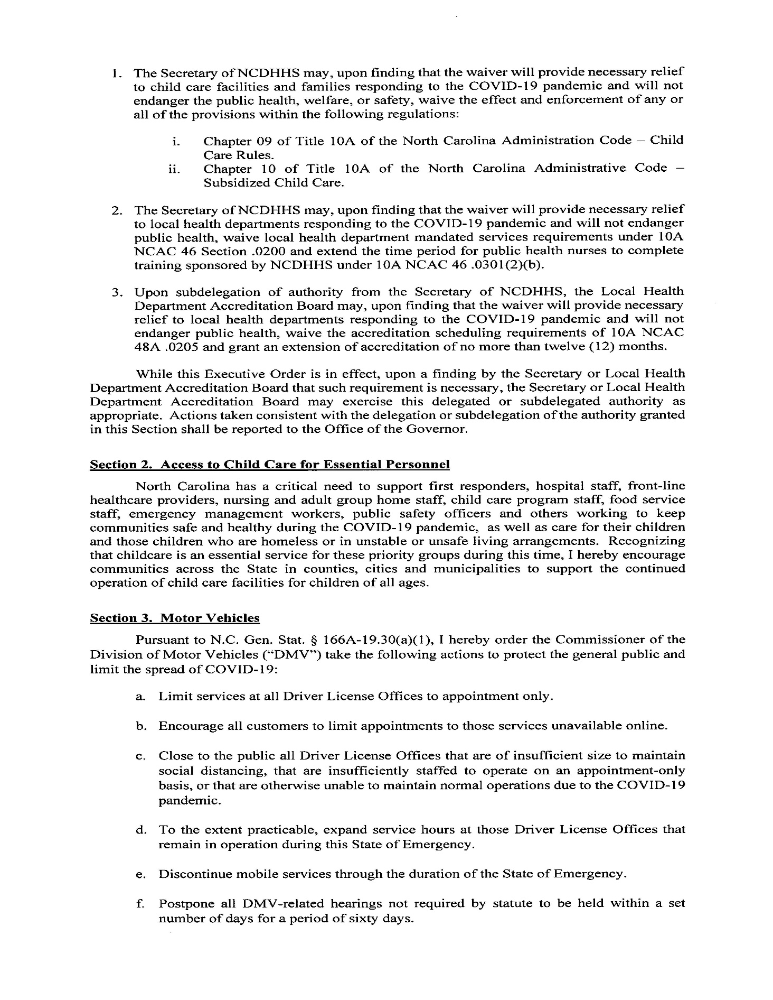 1. The Secretary of NCDHHS may, upon finding that the waiver will provide necessary relief
to child care facilities and families responding to the COVID-19 pandemic and will not
endanger the public health, welfare, or safety, waive the effect and enforcement of any or
all of the provisions within the following regulations:
i. Chapter 09 of Title 10A of the North Carolina Administration Code – Child
Care Rules.
ii. Chapter 10 of Title 10A of the North Carolina Administrative Code –
Subsidized Child Care.
2. The Secretary of NCDHHS may, upon finding that the waiver will provide necessary relief
to local health departments responding to the COVID-19 pandemic and will not endanger
public health, waive local health department mandated services requirements under 10A
NCAC 46 Section .0200 and extend the time period for public health nurses to complete
training sponsored by NCDHHS under 10A NCAC 46 .0301(2)(b).
3. Upon subdelegation of authority from the Secretary of NCDHHS, the Local Health
Department Accreditation Board may, upon finding that the waiver will provide necessary
relief to local health departments responding to the COVID-19 pandemic and will not
endanger public health, waive the accreditation scheduling requirements of 10A NCAC
48A .0205 and grant an extension of accreditation of no more than twelve (12) months.
While this Executive Order is in effect, upon a finding by the Secretary or Local Health
Department Accreditation Board that such requirement is necessary, the Secretary or Local Health
Department Accreditation Board may exercise this delegated or subdelegated authority as
appropriate. Actions taken consistent with the delegation or subdelegation of the authority granted
in this Section shall be reported to the Office of the Governor.
Section 2. Access to Child Care for Essential Personnel
North Carolina has a critical need to support first responders, hospital staff, front-line
healthcare providers, nursing and adult group home staff, child care program staff, food service
staff, emergency management workers, public safety officers and others working to keep
communities safe and healthy during the COVID-19 pandemic, as well as care for their children
and those children who are homeless or in unstable or unsafe living arrangements. Recognizing
that childcare is an essential service for these priority groups during this time, I hereby encourage
communities across the State in counties, cities and municipalities to support the continued
operation of child care facilities for children of all ages.
Section 3. Motor Vehicles
Pursuant to N.C. Gen. Stat. § 166A-19.30(a)(1), I hereby order the Commissioner of the
Division of Motor Vehicles (“DMV”) take the following actions to protect the general public and
limit the spread of COVID-19:
a. Limit services at all Driver License Offices to appointment only.
b. Encourage all customers to limit appointments to those services unavailable online.
c. Close to the public all Driver License Offices that are of insufficient size to maintain
social distancing, that are insufficiently staffed to operate on an appointment-only
basis, or that are otherwise unable to maintain normal operations due to the COVID-19
pandemic.
d. To the extent practicable, expand service hours at those Driver License Offices that
remain in operation during this State of Emergency.
e. Discontinue mobile services through the duration of the State of Emergency.
f. Postpone all DMV-related hearings not required by statute to be held within a set
number of days for a period of sixty days.